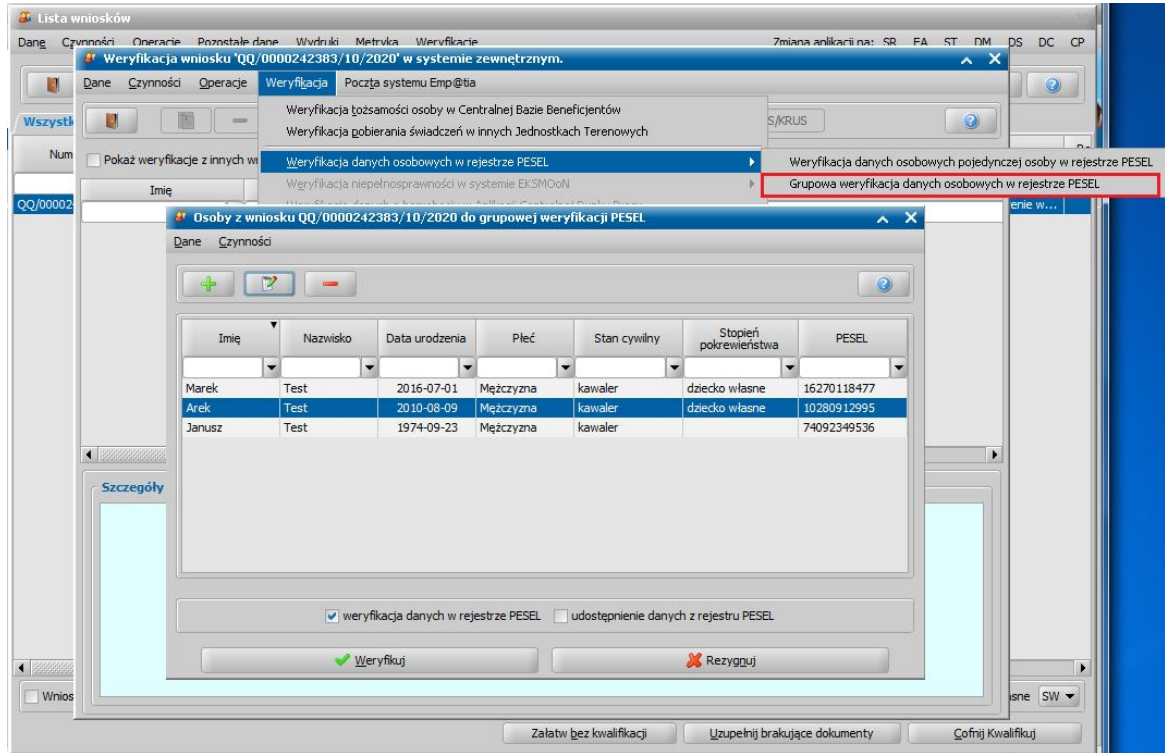 Lista wniosków
Dane Czynności Operacje Pozostałe dane Wydruki Metryka Weryfikacje Zmiana aplikacji na: SR FA ST DM DS DC CP
Weryfikacja wniosku 'QQ/0000242383/10/2020' w systemie zewnętrznym.
Dane Czynności Operacje Weryfikacja Poczta systemu Emp@tia
Weryfikacja tożsamości osoby w Centralnej Bazie Beneficjentów
Weryfikacja pobierania świadczeń w innych Jednostkach Terenowych
S/KRUS
Wszystk
Num
Pokaż weryfikacje z innych
Weryfikacja danych osobowych w rejestrze PESEL
Weryfikacja danych osobowych pojedynczej osoby w rejestrze PESEL
Weryfikacja niepełnosprawności w systemie EKSMOoN
Grupowa weryfikacja danych osobowych w rejestrze PESEL
Imię
QQ/00002
enie w...
Osoby z wniosku QQ/0000242383/10/2020 do grupowej weryfikacji PESEL
Dane Czynności
Imię Nazwisko Data urodzenia Płeć Stan cywilny Stopień pokrewieństwa PESEL
Marek Test 2016-07-01 Mężczyzna kawaler dziecko własne 16270118477
Arek Test 2010-08-09 Mężczyzna kawaler dziecko własne 10280912995
Janusz Test 1974-09-23 Mężczyzna kawaler 74092349536
Szczegóły
weryfikacja danych w rejestrze PESEL udostępnienie danych z rejestru PESEL
Weryfikuj Rezygnuj
Wnios
sne SW
Załatw bez kwalifikacji Uzupełnij brakujące dokumenty Cofnij Kwalifikuj